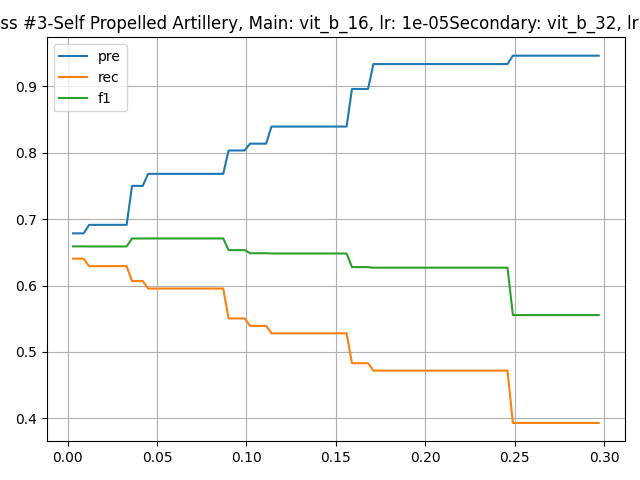 ss #3-Self Propelled Artillery, Main: vit_b_16, lr: 1e-05Secondary: vit_b_32, lr
pre
rec
f1
0.9
0.8
0.7
0.6
0.5
0.4
0.00 0.05 0.10 0.15 0.20 0.25 0.30